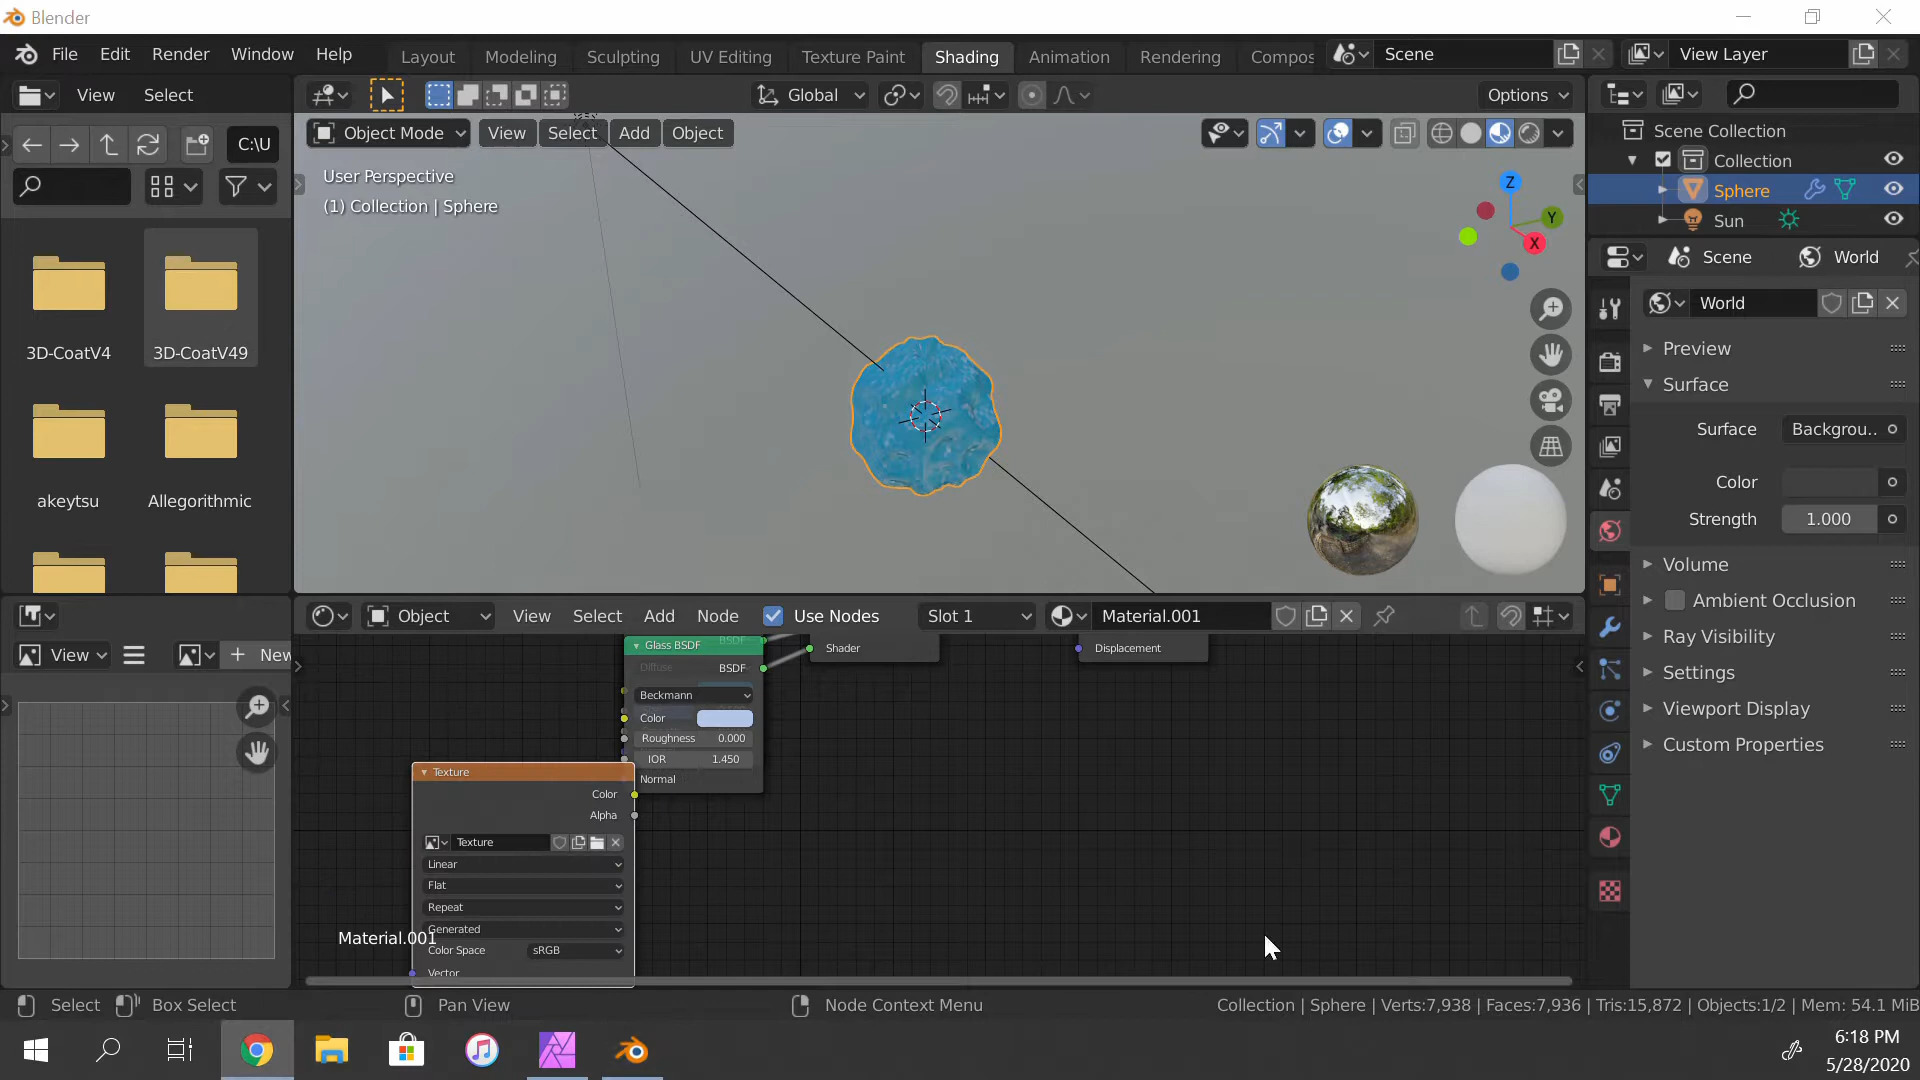 Blender
File Edit Render Window Help
Layout Modeling Sculpting UV Editing Texture Paint Shading Animation Rendering Compos
Scene
View Layer
View Select
Global
Options
C:\U
Object Mode View Select Add Object
User Perspective
(1) Collection | Sphere
Z
Y
X
Scene Collection
Collection
Sphere
Sun
Scene World
World
Preview
Surface
Surface Backgrou..
Color
Strength 1.000
Volume
Ambient Occlusion
Ray Visibility
Settings
Viewport Display
Custom Properties
3D-CoatV4 3D-CoatV49
akeytsu Allegorithmic
Object View Select Add Node Use Nodes Slot 1 Material.001
View New
Glass BSDF
BSDF
Diffuse
BSDF
Beckmann
Color
Roughness 0.000
IOR 1.450
Normal
Shader
Displacement
Texture
Color
Alpha
Texture
Linear
Flat
Repeat
Generated
Color Space sRGB
Vector
Material.001
Select Box Select Pan View Node Context Menu
Collection | Sphere | Verts:7,938 | Faces:7,936 | Tris:15,872 | Objects:1/2 | Mem: 54.1 MiB
6:18 PM
5/28/2020